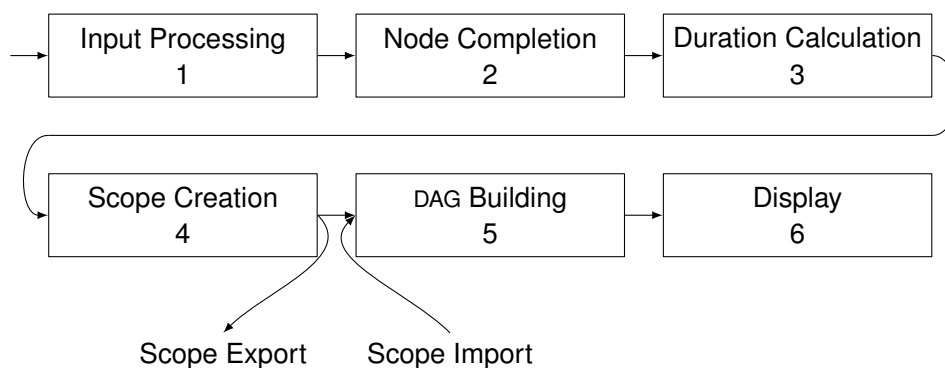 Input Processing
1
Node Completion
2
Duration Calculation
3
Scope Creation
4
DAG Building
5
Display
6
Scope Export
Scope Import